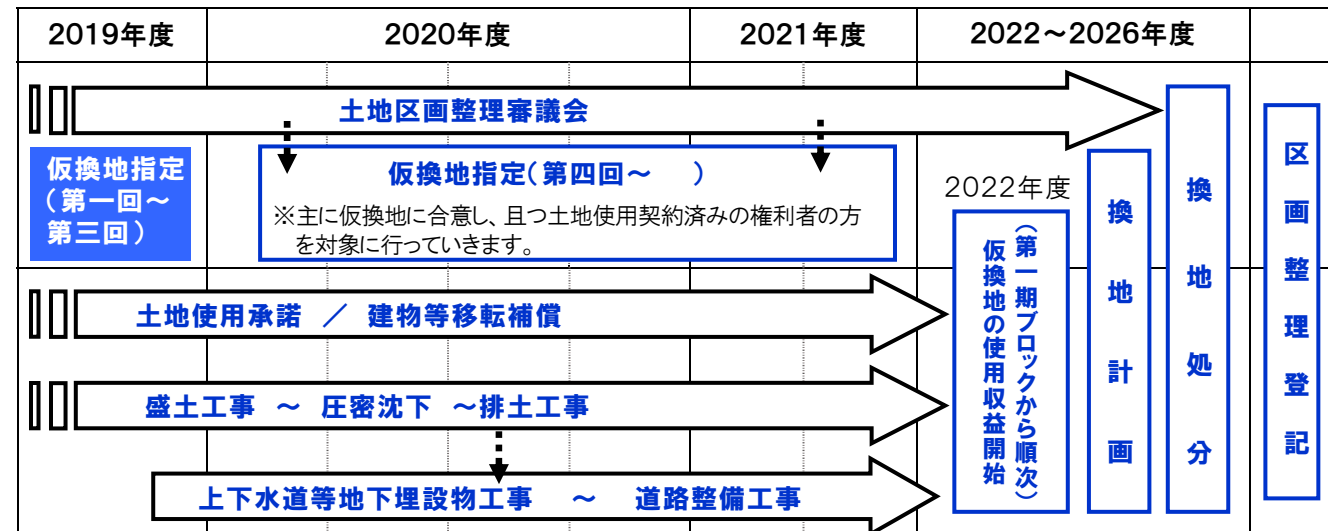 2019年度
2020年度
2021年度
2022～2026年度
土地区画整理審議会
仮換地指定
（第一回～
第三回）
仮換地指定（第四回～　）
※主に仮換地に合意し、且つ土地使用契約済みの権利者の方
を対象に行っていきます。
土地使用承諾 ／ 建物等移転補償
盛土工事 ～ 圧密沈下 ～排土工事
上下水道等地下埋設物工事 ～ 道路整備工事
2022年度
（第一期ブロックから順次）
仮換地の使用収益開始
換地計画
換地処分
区画整理登記